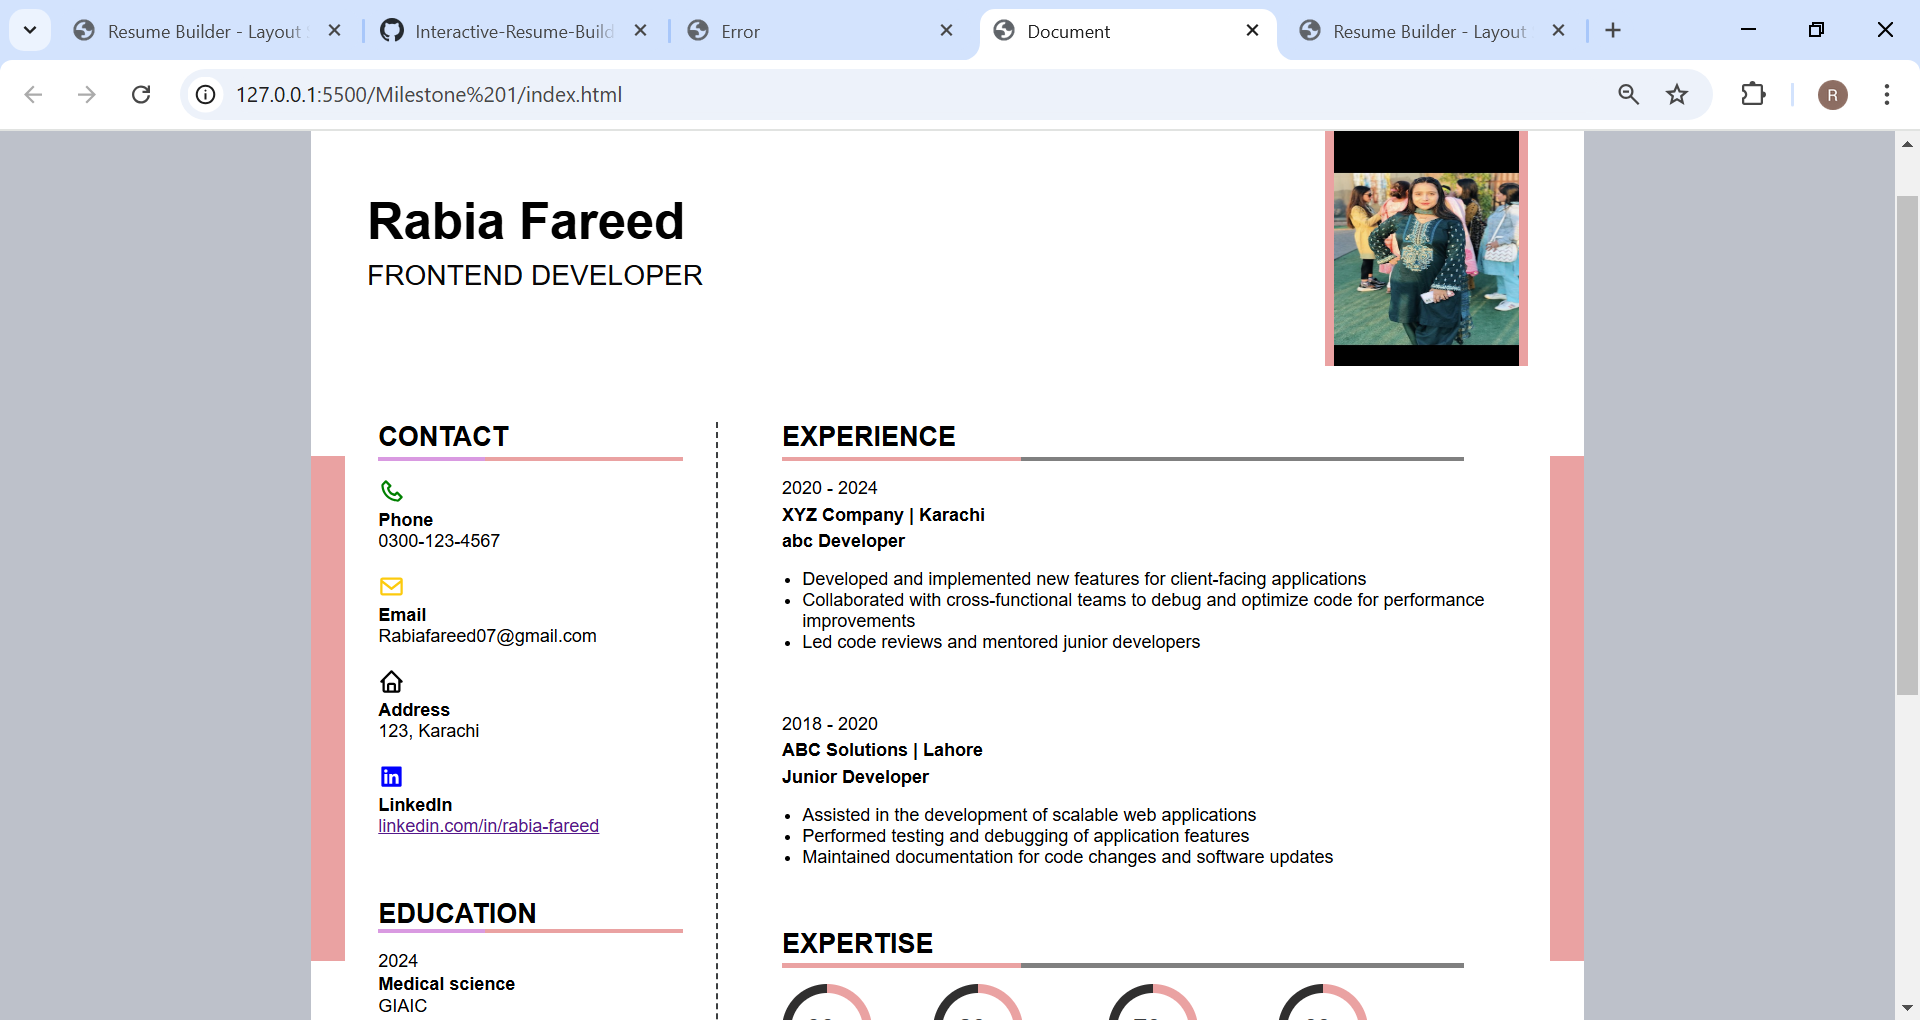 Resume Builder - Layout
Interactive-Resume-Build
Error
Document
Resume Builder - Layout
127.0.0.1:5500/Milestone%201/index.html
R
Rabia Fareed
FRONTEND DEVELOPER
CONTACT
Phone
0300-123-4567
Email
Rabiafareed07@gmail.com
Address
123, Karachi
in
LinkedIn
linkedin.com/in/rabia-fareed
EDUCATION
2024
Medical science
GIAIC
EXPERIENCE
2020 - 2024
XYZ Company | Karachi
abc Developer
• Developed and implemented new features for client-facing applications
• Collaborated with cross-functional teams to debug and optimize code for performance
improvements
• Led code reviews and mentored junior developers
2018 - 2020
ABC Solutions | Lahore
Junior Developer
• Assisted in the development of scalable web applications
• Performed testing and debugging of application features
• Maintained documentation for code changes and software updates
EXPERTISE